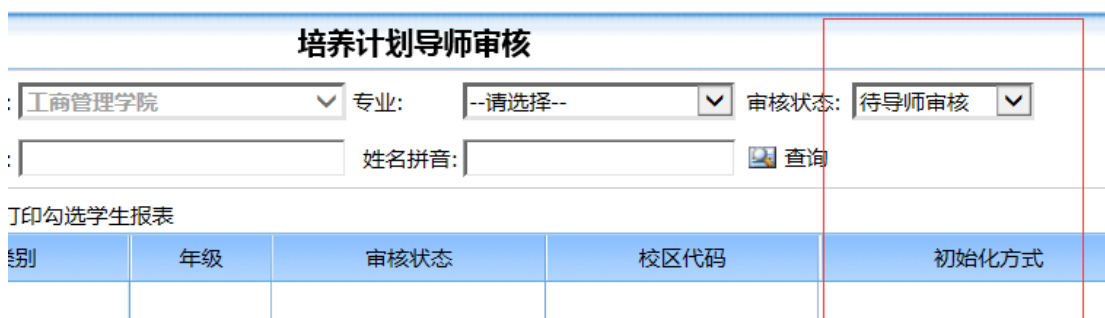 培养计划导师审核
: 工商管理学院 专业: --请选择-- 审核状态: 待导师审核
: 姓名拼音: 查询
打印勾选学生报表
类别 年级 审核状态 校区代码 初始化方式